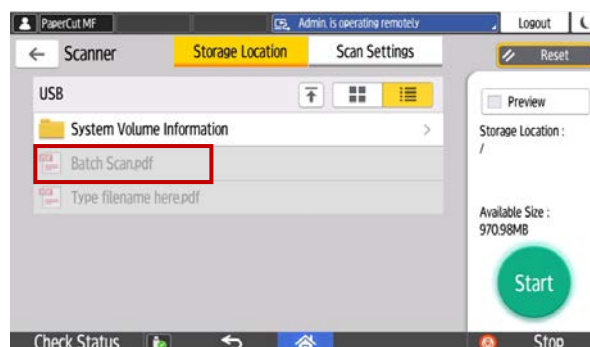 PaperCut MF Admin. is operating remotely Logout
Scanner Storage Location Scan Settings Reset
USB
Preview
System Volume Information
Storage Location :
/
Batch Scan.pdf
Type filename here.pdf
Available Size :
970.98MB
Start
Check Status Stop